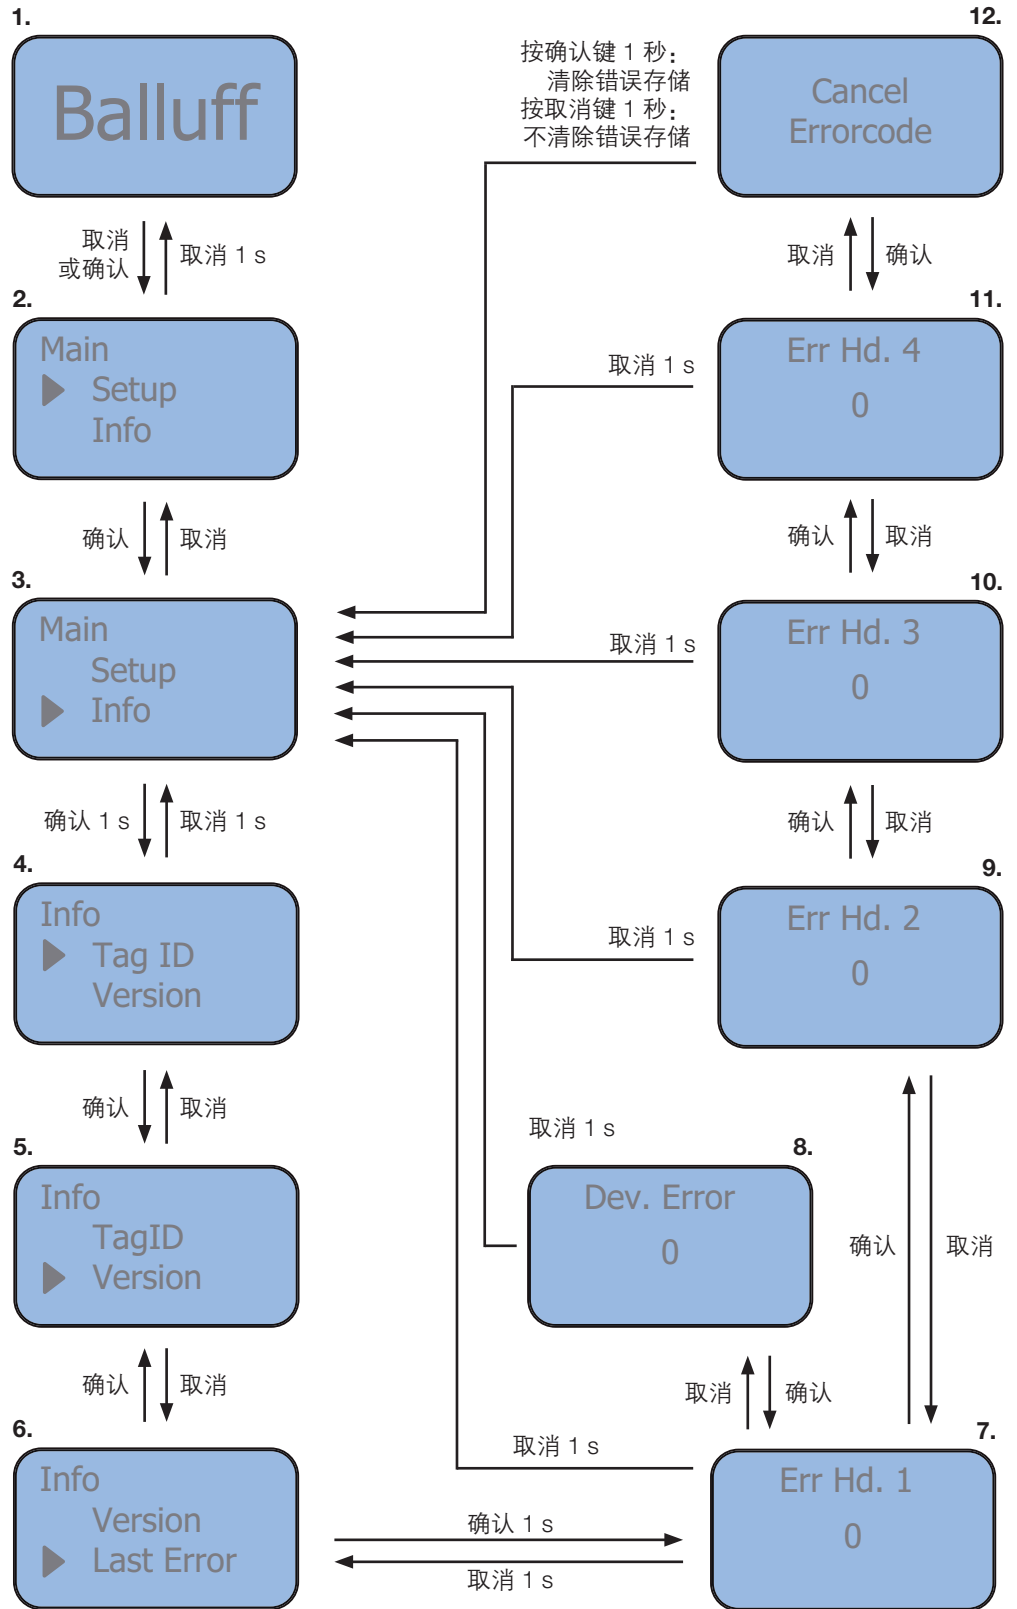 1.
Balluff
取消
或确认
取消 1 s
2.
Main
Setup
Info
确认
取消
3.
Main
Setup
Info
确认 1 s
取消 1 s
4.
Info
Tag ID
Version
确认
取消
5.
Info
TagID
Version
确认
取消
6.
Info
Version
Last Error
确认 1 s
取消 1 s
7.
Err Hd. 1
0
取消 1 s
取消
确认
8.
Dev. Error
0
取消 1 s
确认
取消
9.
Err Hd. 2
0
取消 1 s
确认
取消
10.
Err Hd. 3
0
取消 1 s
确认
取消
11.
Err Hd. 4
0
取消 1 s
取消
确认
12.
Cancel
Errorcode
按确认键 1 秒：
清除错误存储
按取消键 1 秒：
不清除错误存储